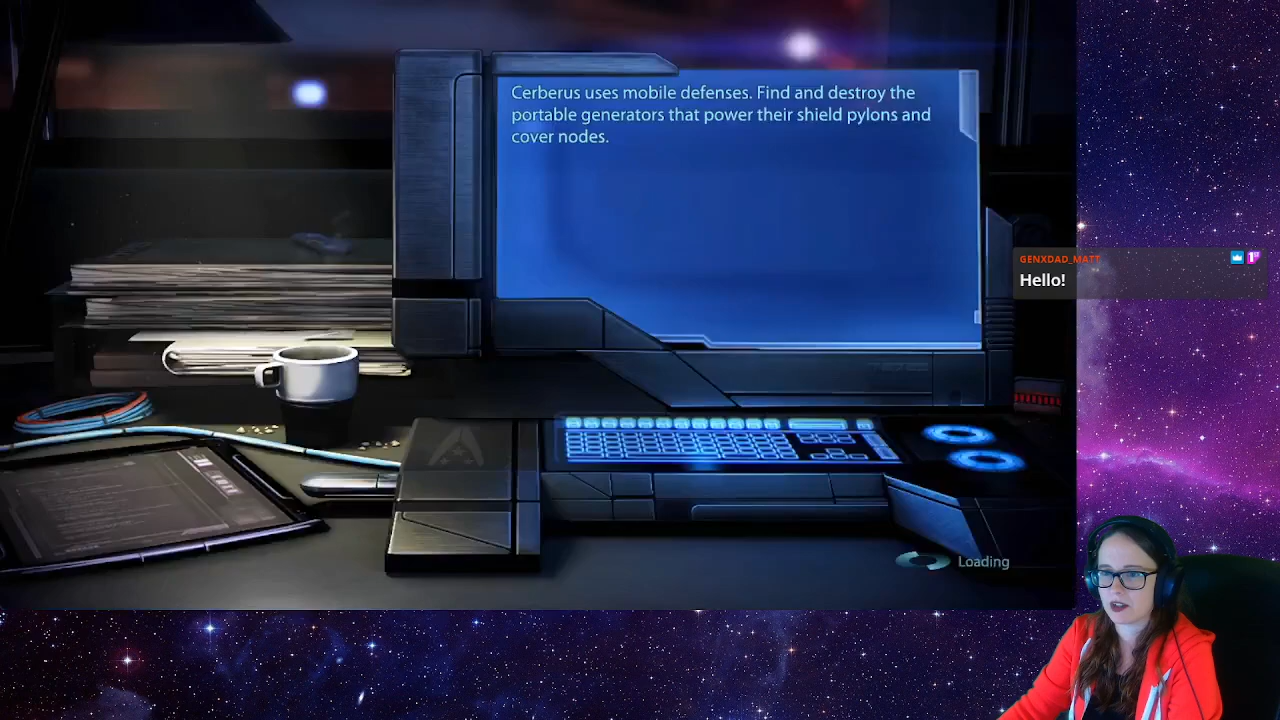 Cerberus uses mobile defenses. Find and destroy the
portable generators that power their shield pylons and
cover nodes.
GENXDAD_MATT
Hello!
Loading